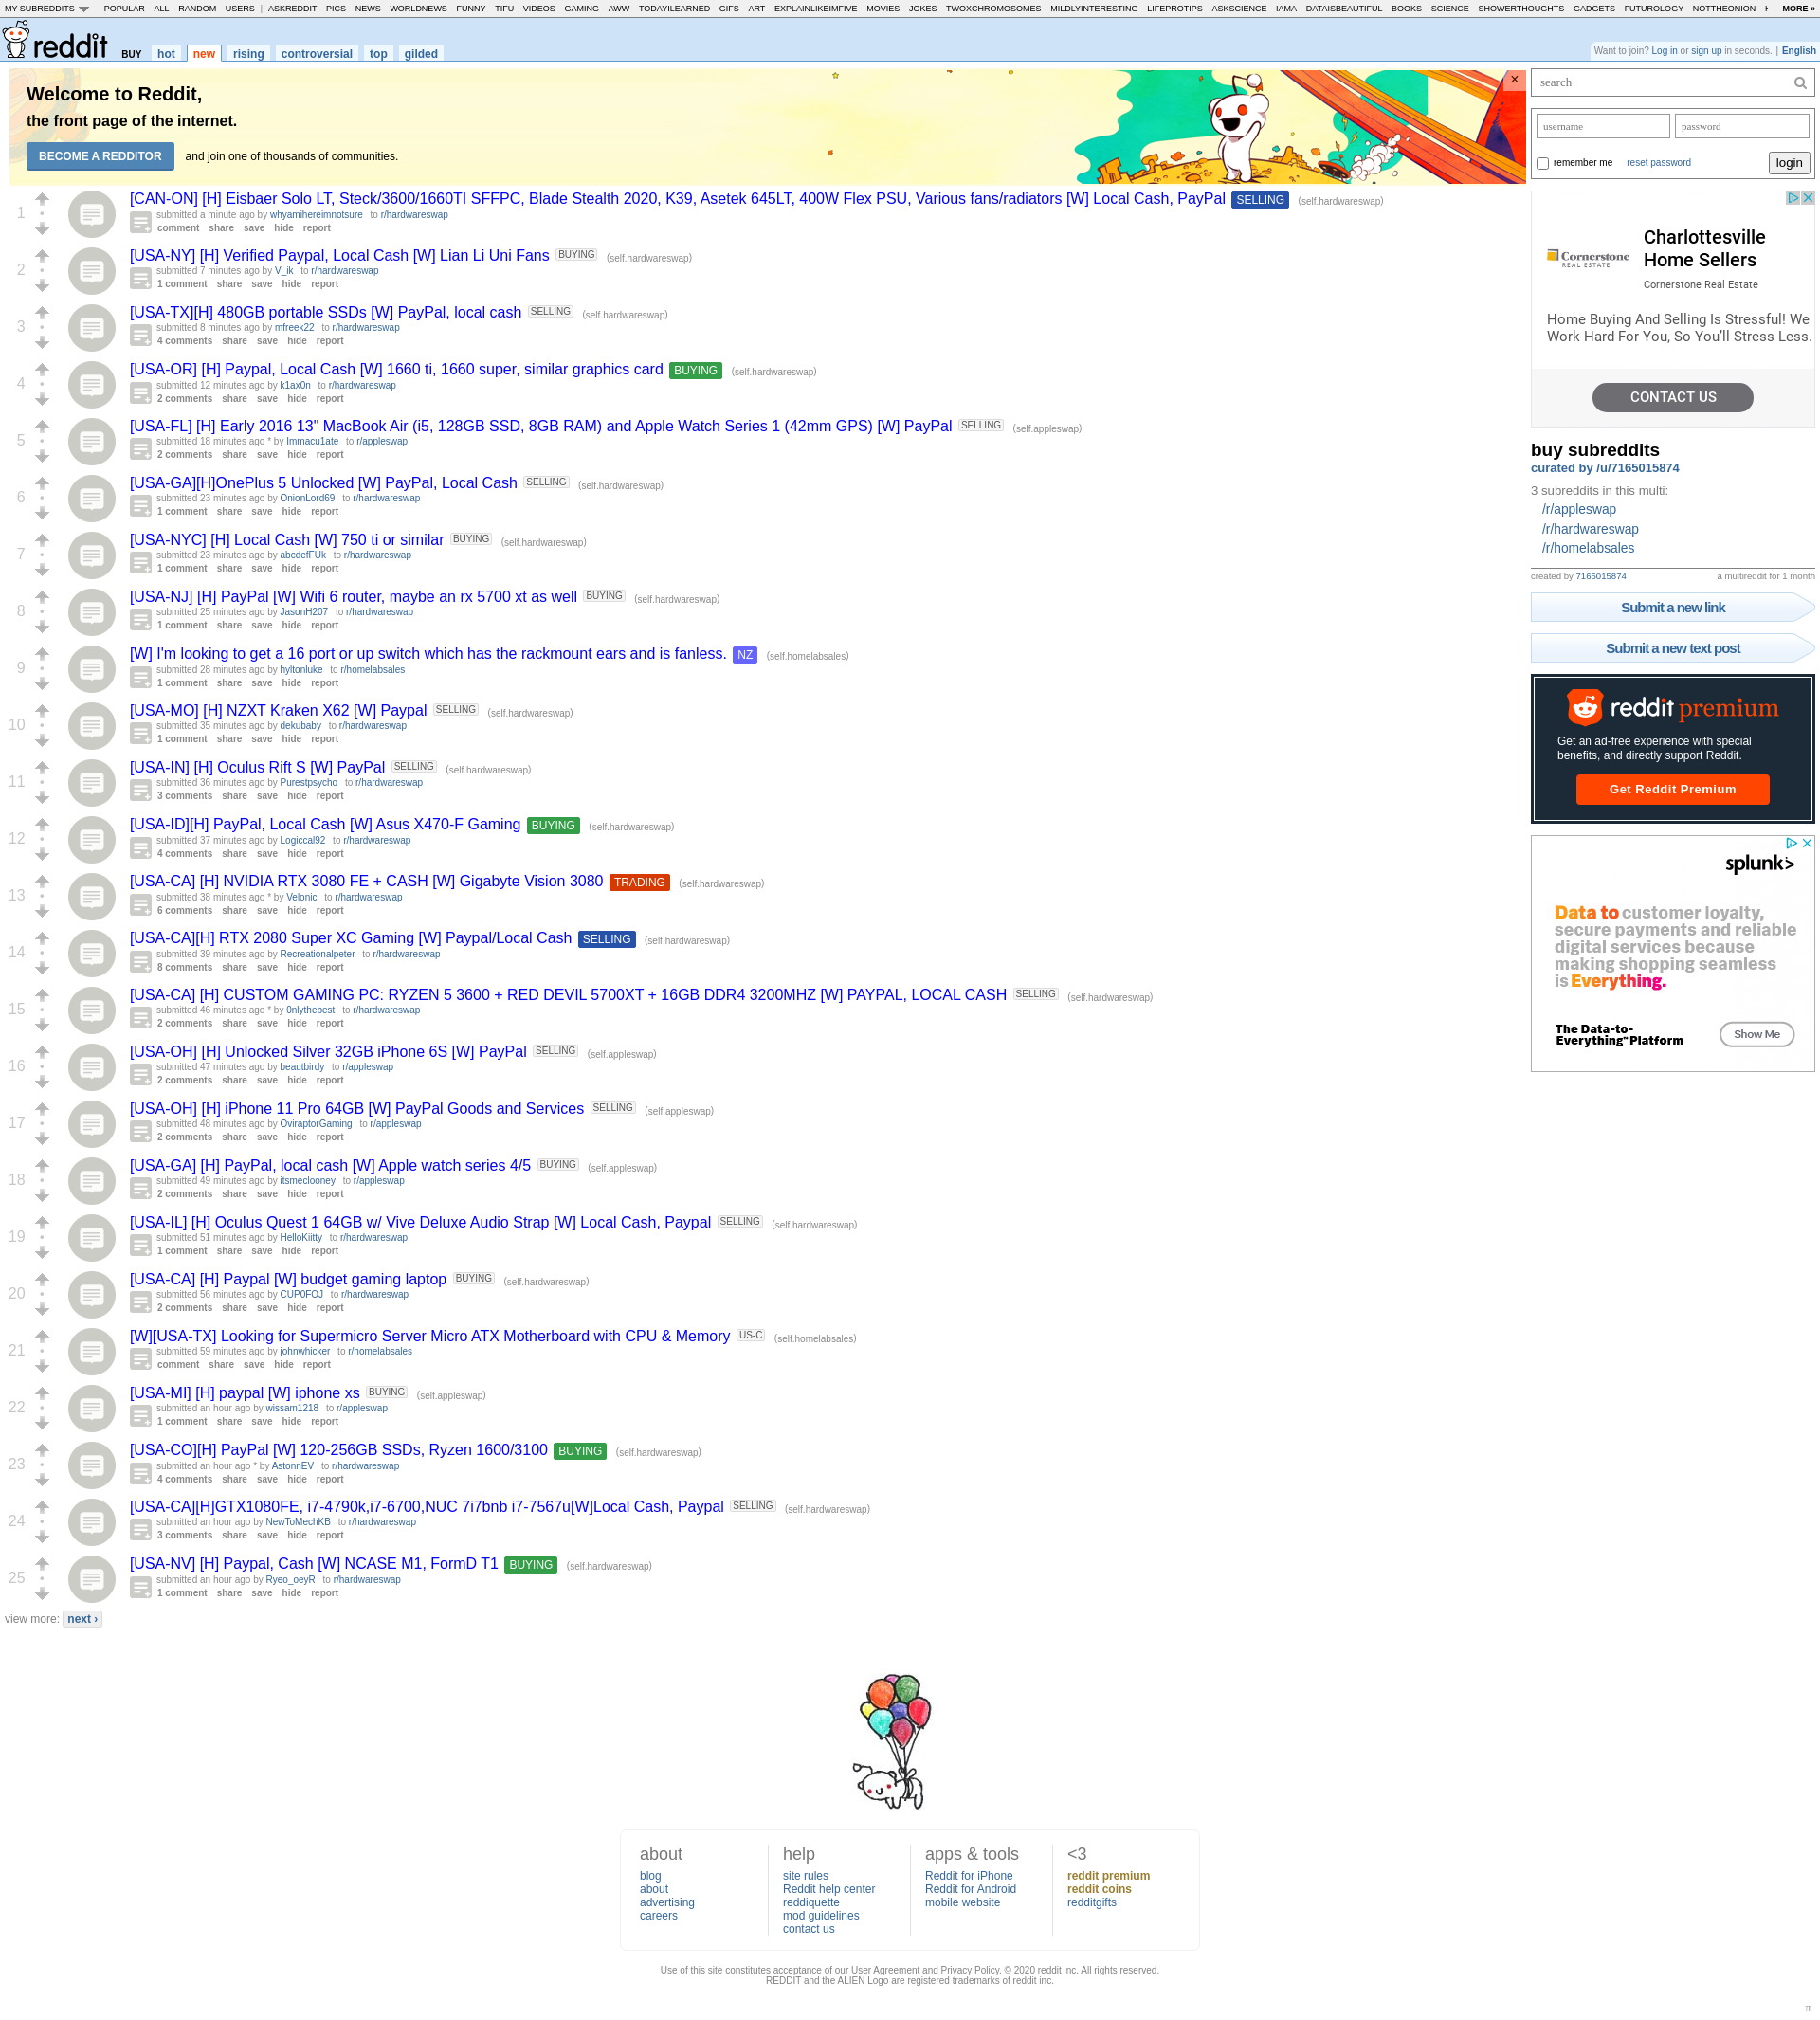 MY SUBREDDITS POPULAR - ALL - RANDOM - USERS | ASKREDDIT - PICS - NEWS - WORLDNEWS - FUNNY - TIFU - VIDEOS - GAMING - AWW - TODAYILEARNED - GIFS - ART - EXPLAINLIKEIMFIVE - MOVIES - JOKES - TWOXCHROMOSOMES - MILDLYINTERESTING - LIFEPROTIPS - ASKSCIENCE - IAMA - DATAISBEAUTIFUL - BOOKS - SCIENCE - SHOWERTHOUGHTS - GADGETS - FUTUROLOGY - NOTTHEONION - MORE »
reddit BUY hot new rising controversial top gilded
Want to join? Log in or sign up in seconds. | English
Welcome to Reddit,
the front page of the internet.
BECOME A REDDITOR and join one of thousands of communities.
×
search
username password
remember me reset password login
1 [CAN-ON] [H] Eisbaer Solo LT, Steck/3600/1660TI SFFPC, Blade Stealth 2020, K39, Asetek 645LT, 400W Flex PSU, Various fans/radiators [W] Local Cash, PayPal SELLING (self.hardwareswap)
submitted a minute ago by whyamihereimnotsure to r/hardwareswap
comment share save hide report
2 [USA-NY] [H] Verified Paypal, Local Cash [W] Lian Li Uni Fans BUYING (self.hardwareswap)
submitted 7 minutes ago by V_ik to r/hardwareswap
1 comment share save hide report
3 [USA-TX][H] 480GB portable SSDs [W] PayPal, local cash SELLING (self.hardwareswap)
submitted 8 minutes ago by mfreek22 to r/hardwareswap
4 comments share save hide report
4 [USA-OR] [H] Paypal, Local Cash [W] 1660 ti, 1660 super, similar graphics card BUYING (self.hardwareswap)
submitted 12 minutes ago by k1ax0n to r/hardwareswap
2 comments share save hide report
5 [USA-FL] [H] Early 2016 13" MacBook Air (i5, 128GB SSD, 8GB RAM) and Apple Watch Series 1 (42mm GPS) [W] PayPal SELLING (self.appleswap)
submitted 18 minutes ago * by Immacu1ate to r/appleswap
2 comments share save hide report
6 [USA-GA][H]OnePlus 5 Unlocked [W] PayPal, Local Cash SELLING (self.hardwareswap)
submitted 23 minutes ago by OnionLord69 to r/hardwareswap
1 comment share save hide report
7 [USA-NYC] [H] Local Cash [W] 750 ti or similar BUYING (self.hardwareswap)
submitted 23 minutes ago by abcdefFUk to r/hardwareswap
1 comment share save hide report
8 [USA-NJ] [H] PayPal [W] Wifi 6 router, maybe an rx 5700 xt as well BUYING (self.hardwareswap)
submitted 25 minutes ago by JasonH207 to r/hardwareswap
1 comment share save hide report
9 [W] I'm looking to get a 16 port or up switch which has the rackmount ears and is fanless. NZ (self.homelabsales)
submitted 28 minutes ago by hyltonluke to r/homelabsales
1 comment share save hide report
10 [USA-MO] [H] NZXT Kraken X62 [W] Paypal SELLING (self.hardwareswap)
submitted 35 minutes ago by dekubaby to r/hardwareswap
1 comment share save hide report
11 [USA-IN] [H] Oculus Rift S [W] PayPal SELLING (self.hardwareswap)
submitted 36 minutes ago by Purestpsycho to r/hardwareswap
3 comments share save hide report
12 [USA-ID][H] PayPal, Local Cash [W] Asus X470-F Gaming BUYING (self.hardwareswap)
submitted 37 minutes ago by Logiccal92 to r/hardwareswap
4 comments share save hide report
13 [USA-CA] [H] NVIDIA RTX 3080 FE + CASH [W] Gigabyte Vision 3080 TRADING (self.hardwareswap)
submitted 38 minutes ago * by Velonic to r/hardwareswap
6 comments share save hide report
14 [USA-CA][H] RTX 2080 Super XC Gaming [W] Paypal/Local Cash SELLING (self.hardwareswap)
submitted 39 minutes ago by Recreationalpeter to r/hardwareswap
8 comments share save hide report
15 [USA-CA] [H] CUSTOM GAMING PC: RYZEN 5 3600 + RED DEVIL 5700XT + 16GB DDR4 3200MHZ [W] PAYPAL, LOCAL CASH SELLING (self.hardwareswap)
submitted 46 minutes ago * by 0nlythebest to r/hardwareswap
2 comments share save hide report
16 [USA-OH] [H] Unlocked Silver 32GB iPhone 6S [W] PayPal SELLING (self.appleswap)
submitted 47 minutes ago by beautbirdy to r/appleswap
2 comments share save hide report
17 [USA-OH] [H] iPhone 11 Pro 64GB [W] PayPal Goods and Services SELLING (self.appleswap)
submitted 48 minutes ago by OviraptorGaming to r/appleswap
2 comments share save hide report
18 [USA-GA] [H] PayPal, local cash [W] Apple watch series 4/5 BUYING (self.appleswap)
submitted 49 minutes ago by itsmeclooney to r/appleswap
2 comments share save hide report
19 [USA-IL] [H] Oculus Quest 1 64GB w/ Vive Deluxe Audio Strap [W] Local Cash, Paypal SELLING (self.hardwareswap)
submitted 51 minutes ago by HelloKiitty to r/hardwareswap
1 comment share save hide report
20 [USA-CA] [H] Paypal [W] budget gaming laptop BUYING (self.hardwareswap)
submitted 56 minutes ago by CUP0FOJ to r/hardwareswap
2 comments share save hide report
21 [W][USA-TX] Looking for Supermicro Server Micro ATX Motherboard with CPU & Memory US-C (self.homelabsales)
submitted 59 minutes ago by johnwhicker to r/homelabsales
comment share save hide report
22 [USA-MI] [H] paypal [W] iphone xs BUYING (self.appleswap)
submitted an hour ago by wissam1218 to r/appleswap
1 comment share save hide report
23 [USA-CO][H] PayPal [W] 120-256GB SSDs, Ryzen 1600/3100 BUYING (self.hardwareswap)
submitted an hour ago * by AstonnEV to r/hardwareswap
4 comments share save hide report
24 [USA-CA][H]GTX1080FE, i7-4790k,i7-6700,NUC 7i7bnb i7-7567u[W]Local Cash, Paypal SELLING (self.hardwareswap)
submitted an hour ago by NewToMechKB to r/hardwareswap
3 comments share save hide report
25 [USA-NV] [H] Paypal, Cash [W] NCASE M1, FormD T1 BUYING (self.hardwareswap)
submitted an hour ago by Ryeo_oeyR to r/hardwareswap
1 comment share save hide report
view more: next ›
Cornerstone
REAL ESTATE
Charlottesville
Home Sellers
Cornerstone Real Estate
Home Buying And Selling Is Stressful! We
Work Hard For You, So You’ll Stress Less.
CONTACT US
buy subreddits
curated by /u/7165015874
3 subreddits in this multi:
/r/appleswap
/r/hardwareswap
/r/homelabsales
created by 7165015874 a multireddit for 1 month
Submit a new link
Submit a new text post
reddit premium
Get an ad-free experience with special
benefits, and directly support Reddit.
Get Reddit Premium
splunk>
Data to customer loyalty,
secure payments and reliable
digital services because
making shopping seamless
is Everything.
The Data-to-
Everything™ Platform
Show Me
about
blog
about
advertising
careers
help
site rules
Reddit help center
reddiquette
mod guidelines
contact us
apps & tools
Reddit for iPhone
Reddit for Android
mobile website
<3
reddit premium
reddit coins
redditgifts
Use of this site constitutes acceptance of our User Agreement and Privacy Policy. © 2020 reddit inc. All rights reserved.
REDDIT and the ALIEN Logo are registered trademarks of reddit inc.
π